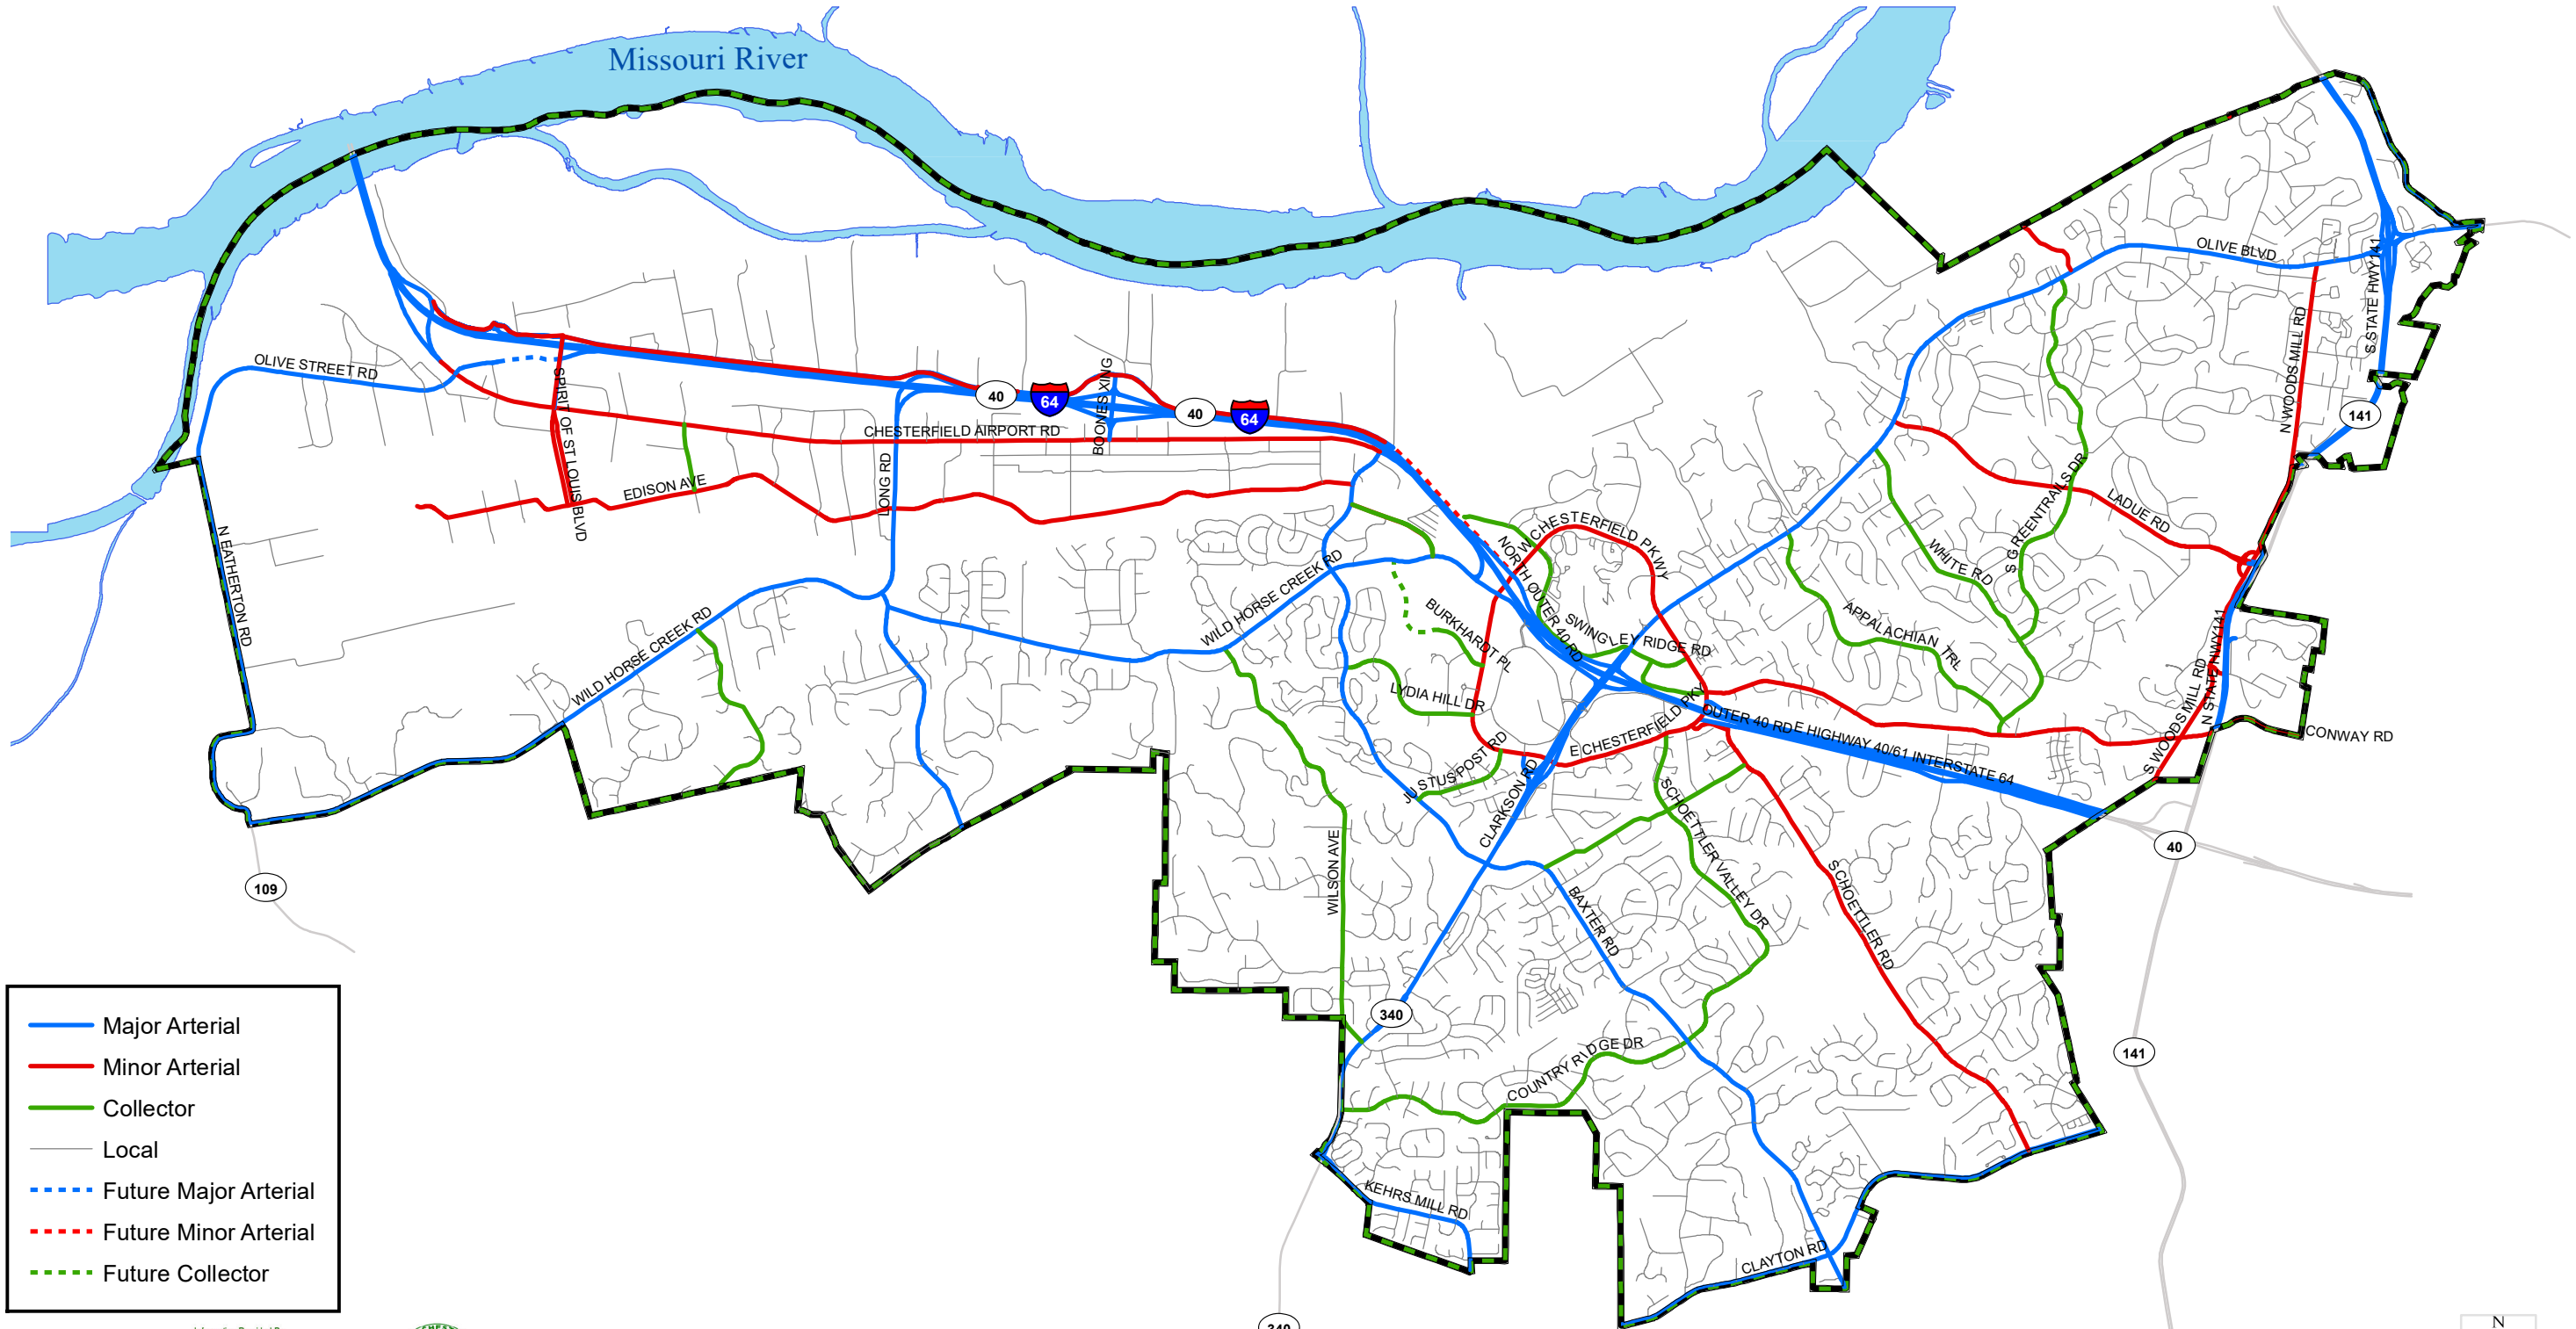 Missouri River
OLIVE BLVD
S STATE HWY 141
N WOODS MILL RD
141
OLIVE STREET RD
SPIRIT OF ST LOUIS BLVD
BOONES XING
40
64
40
64
CHESTERFIELD AIRPORT RD
EDISON AVE
LONG RD
N EATHERTON RD
S GREENTRAILS DR
LADUE RD
WHITE RD
APPALACHIAN TRL
W CHESTERFIELD PKWY
NORTH OUTER 40 RD
SWINGLEY RIDGE RD
WILD HORSE CREEK RD
WILD HORSE CREEK RD
BURKHARDT PL
LYDIA HILL DR
JUSTUS POST RD
E CHESTERFIELD PKY
OUTER 40 RD
E HIGHWAY 40/61 INTERSTATE 64
S WOODS MILL RD
N STATE HWY 141
CONWAY RD
CLARKSON RD
SCHOETTLER VALLEY DR
SCHOETTLER RD
WILSON AVE
BAXTER RD
40
109
340
141
COUNTRY RIDGE DR
KEHRS MILL RD
CLAYTON RD
Major Arterial
Minor Arterial
Collector
Local
Future Major Arterial
Future Minor Arterial
Future Collector
340
N